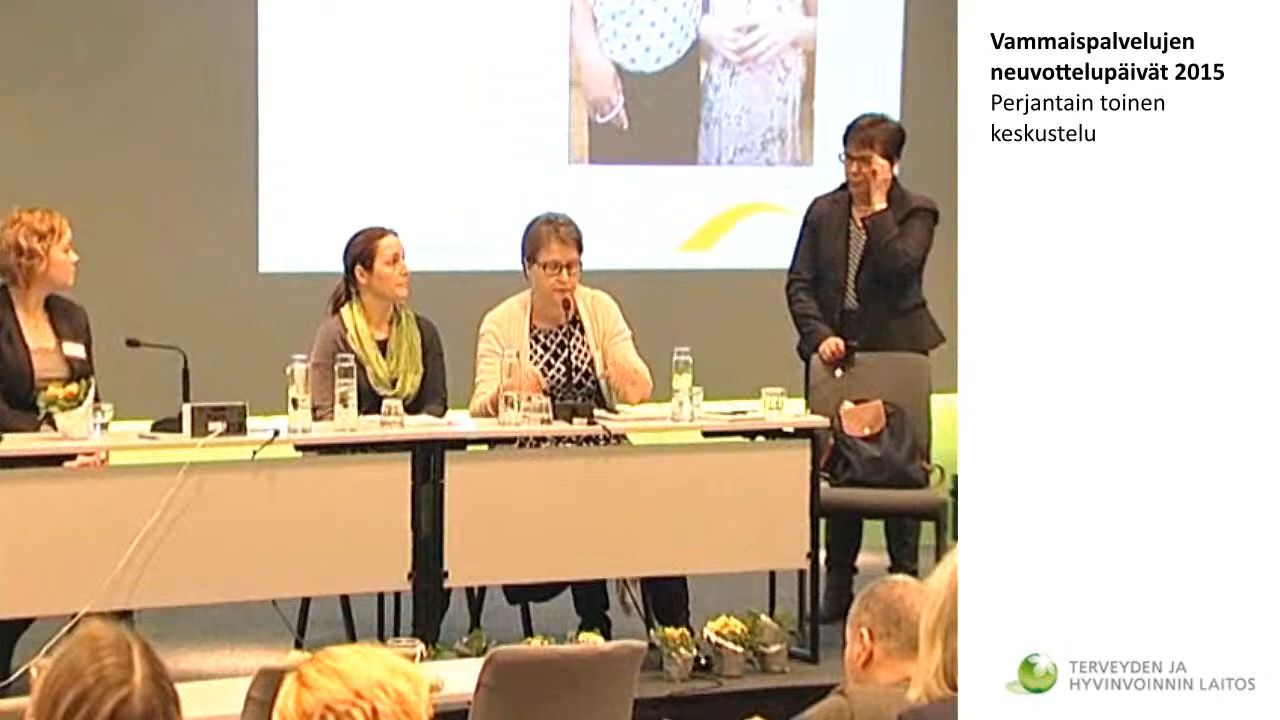 Vammaispalvelujen
neuvottelupäivät 2015
Perjantain toinen
keskustelu
TERVEYDEN JA
HYVINVOINNIN LAITOS